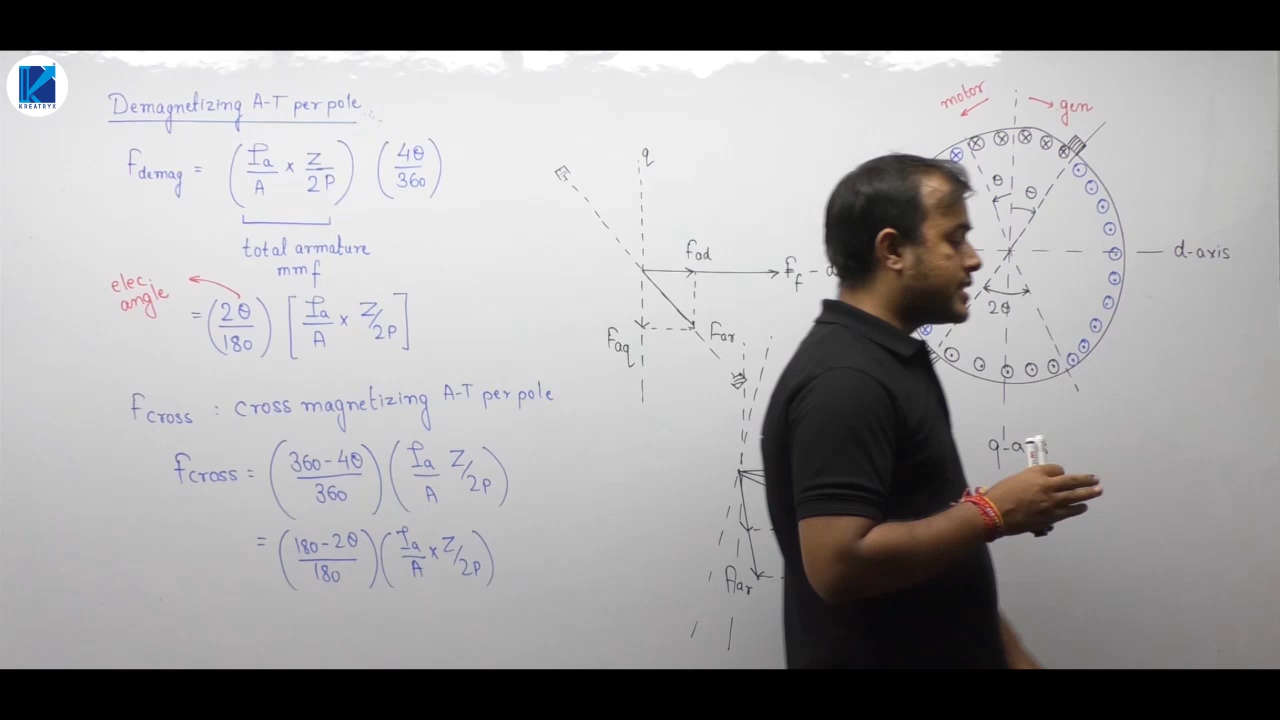 KREATRYX
Demagnetizing A-T per pole...
F_demag = (I_a/A × Z/2P) (4θ/360)
total armature
mmf
elec. angle
= (2θ/180) [I_a/A × Z/2P]
F_cross : cross magnetizing A-T per pole
F_cross = (360-4θ/360) (I_a/A Z/2P)
= (180-2θ/180) (I_a/A × Z/2P)
q
F_ad
F_f - d
F_aq
F_ar
F_ar
motor
gen
θ
θ
2θ
d-axis